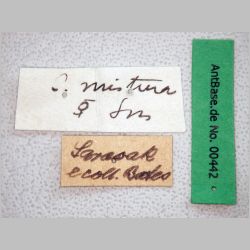 P. mistura
☿ Sm
Sarawak
e coll. Bates
AntBase.de No. 00442